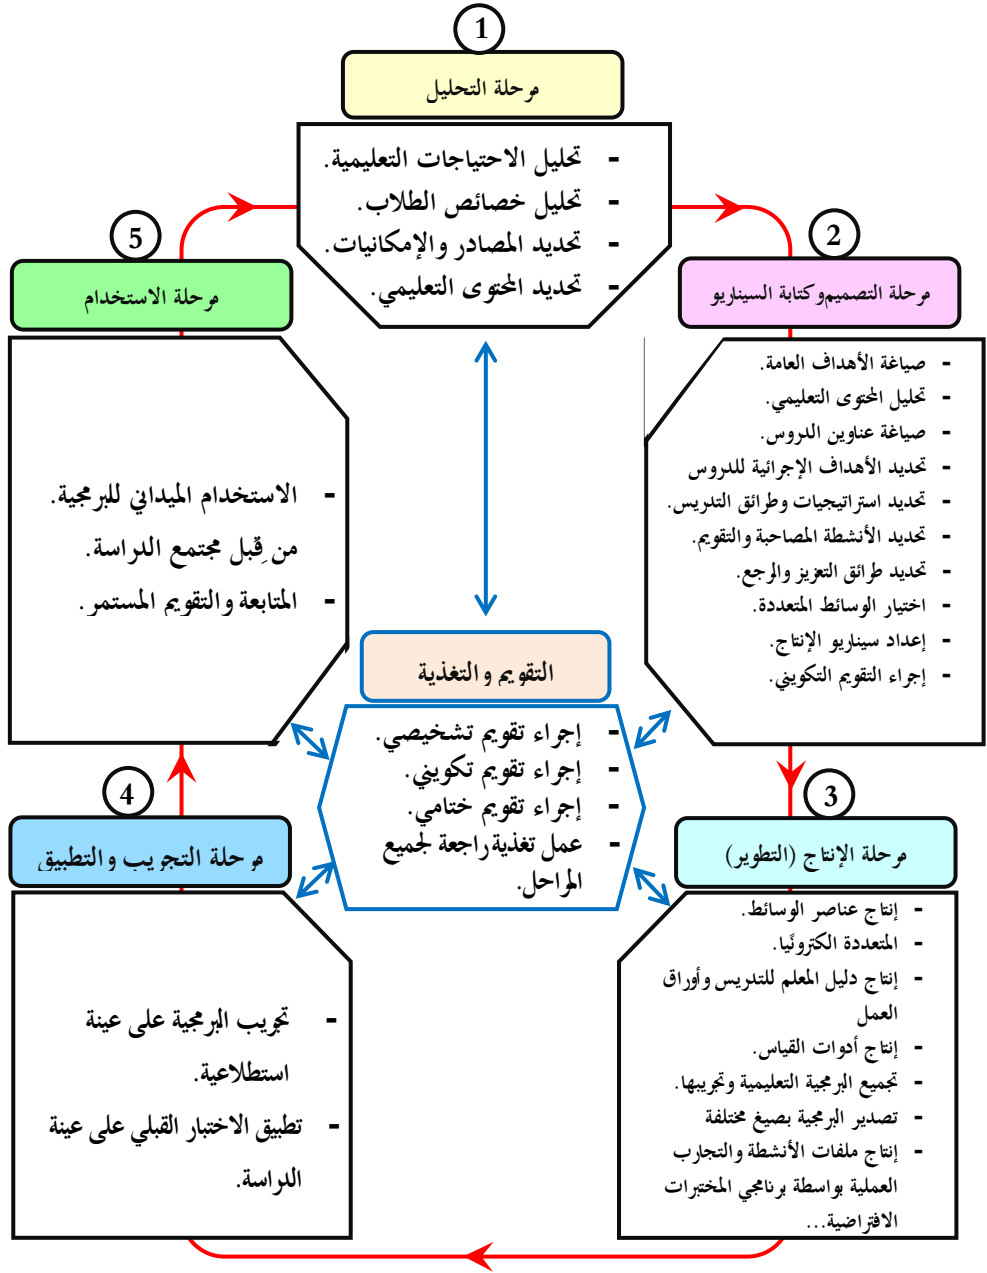 1
مرحلة التحليل
- تحليل الاحتياجات التعليمية.
- تحليل خصائص الطلاب.
- تحديد المصادر والإمكانيات.
- تحديد المحتوى التعليمي.
2
مرحلة التصميم وكتابة السيناريو
- صياغة الأهداف العامة.
- تحليل المحتوى التعليمي.
- صياغة عناوين الدروس.
- تحديد الأهداف الإجرائية للدروس
- تحديد استراتيجيات وطرائق التدريس.
- تحديد الأنشطة المصاحبة والتقويم.
- تحديد طرائق التعزيز والرجع.
- اختيار الوسائط المتعددة.
- إعداد سيناريو الإنتاج.
- إجراء التقويم التكويني.
3
مرحلة الإنتاج (التطوير)
- إنتاج عناصر الوسائط.
- المتعددة الكترونًيا.
- إنتاج دليل المعلم للتدريس وأوراق
العمل
- إنتاج أدوات القياس.
- تجميع البرمجية التعليمية وتجريبها.
- تصدير البرمجية بصيغ مختلفة
- إنتاج ملفات الأنشطة والتجارب
العملية بواسطة برنامجي المختبرات
الافتراضية...
4
مرحلة التجريب والتطبيق
- تجريب البرمجية على عينة
استطلاعية.
- تطبيق الاختبار القبلي على عينة
الدراسة.
5
مرحلة الاستخدام
- الاستخدام الميداني للبرمجية.
من قِبل مجتمع الدراسة.
- المتابعة والتقويم المستمر.
التقويم والتغذية
- إجراء تقويم تشخيصي.
- إجراء تقويم تكويني.
- إجراء تقويم ختامي.
- عمل تغذية راجعة لجميع
المراحل.